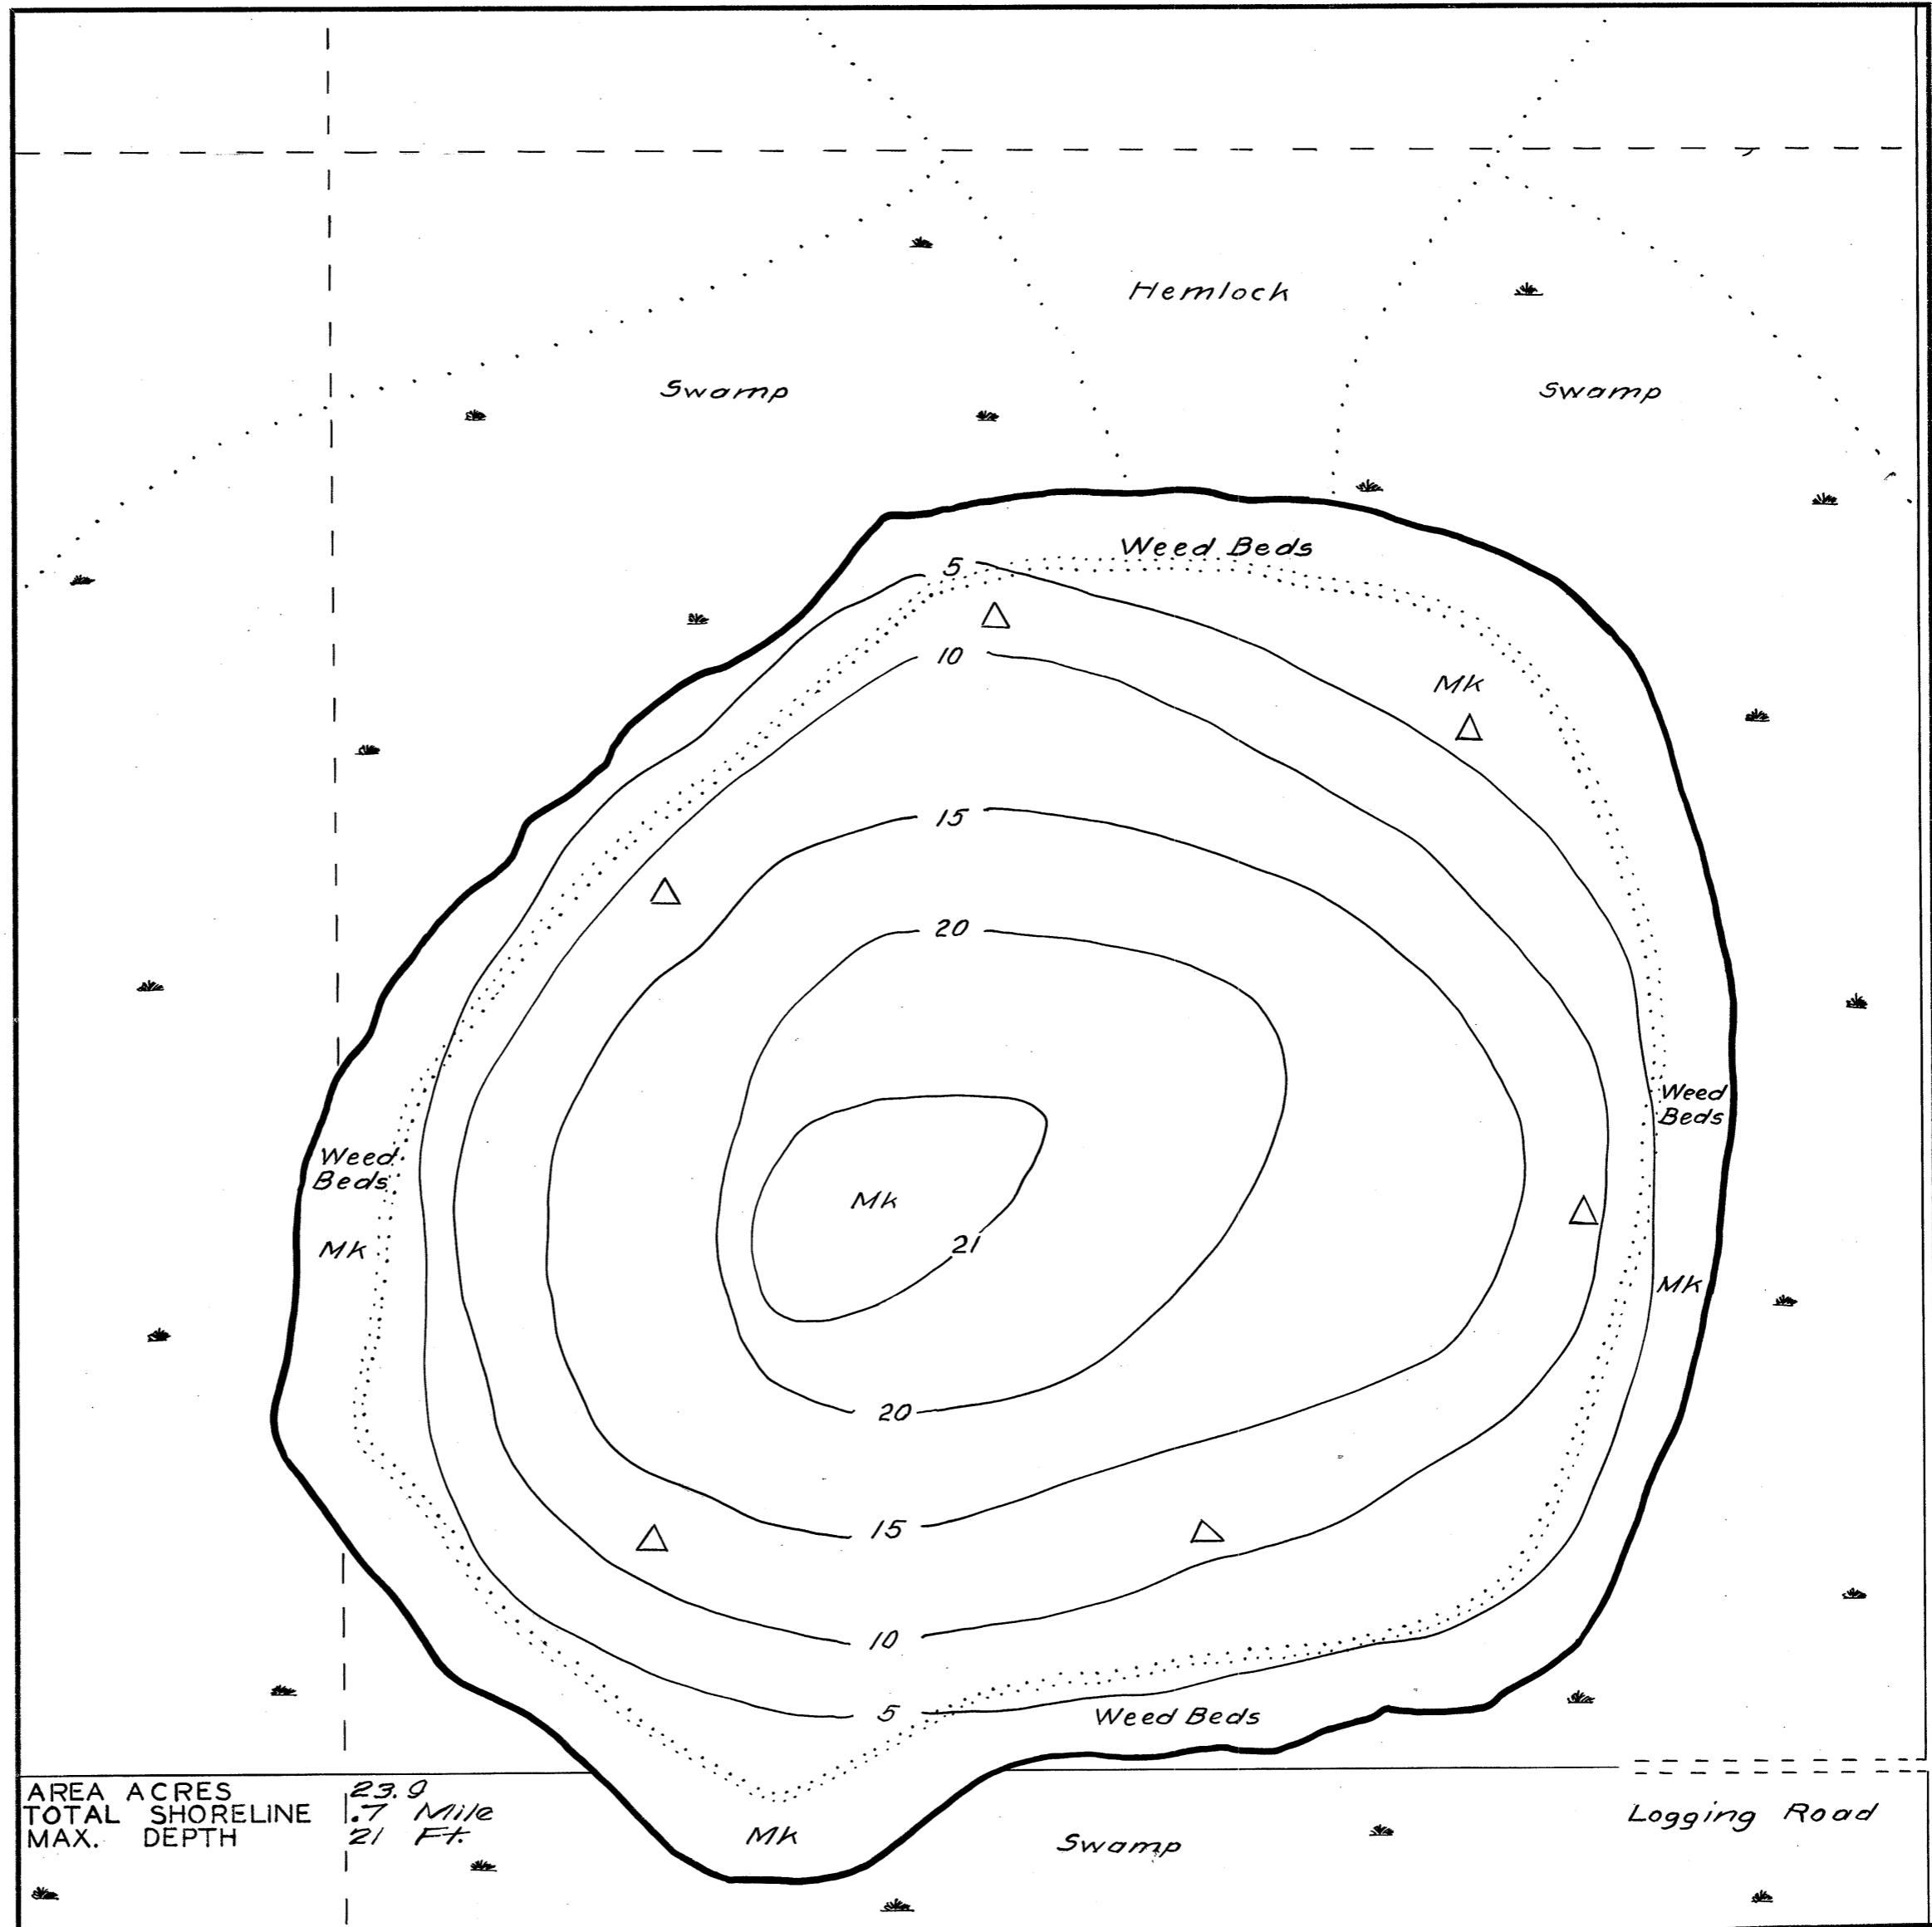 Hemlock
Swamp
Swamp
Weed Beds
5
10
Mk
15
20
Weed
Beds
Weed
Beds
Mk
Mk
21
Mk
20
15
10
5
Weed Beds
AREA ACRES 23.9
TOTAL SHORELINE .7 Mile
MAX. DEPTH 21 Ft.
Mk
Swamp
Logging Road